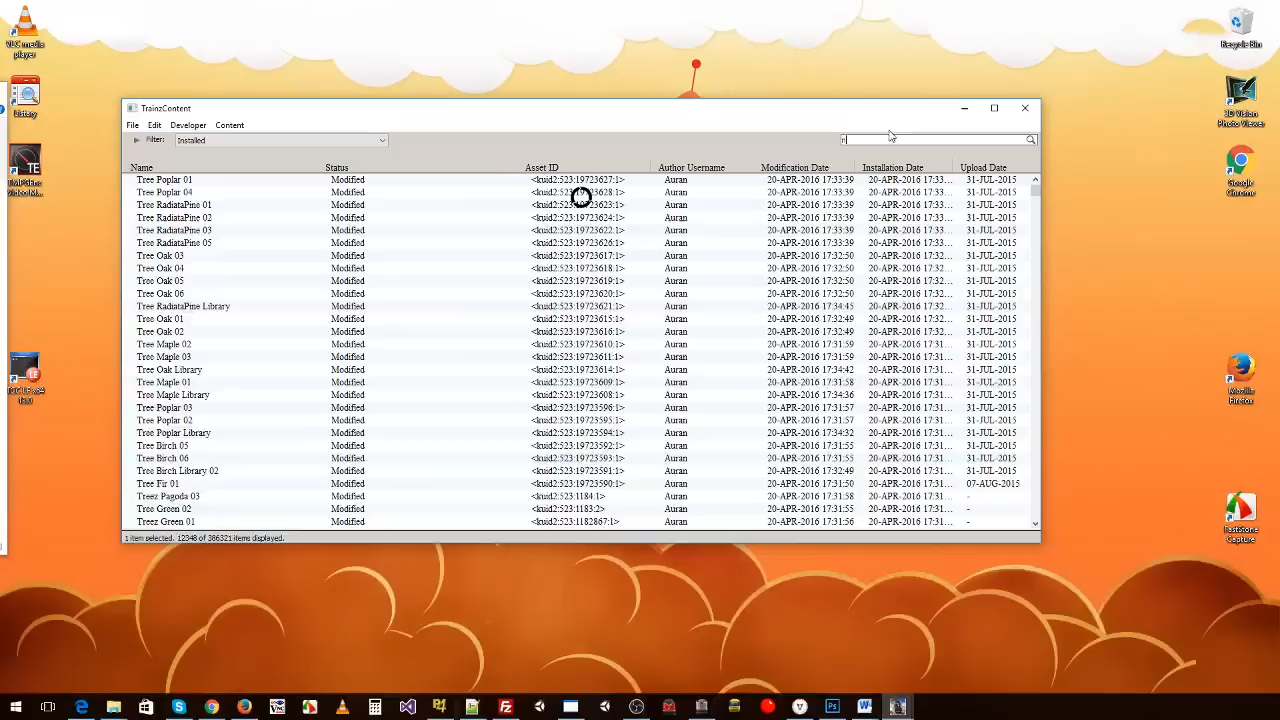 VLC media player
Listary
TMPGEnc Video M...
TGC LE x64
Recycle Bin
3D Vision Photo Viewer
Google Chrome
Mozilla Firefox
FastStone Capture
TrainzContent
File Edit Developer Content
Filter: Installed
Name Status Asset ID Author Username Modification Date Installation Date Upload Date
Tree Poplar 01 Modified <kuid2:523:19723627:1> Auran 20-APR-2016 17:33:39 20-APR-2016 17:33... 31-JUL-2015
Tree Poplar 04 Modified <kuid2:523:19723628:1> Auran 20-APR-2016 17:33:39 20-APR-2016 17:33... 31-JUL-2015
Tree RadiataPine 01 Modified <kuid2:523:19723623:1> Auran 20-APR-2016 17:33:39 20-APR-2016 17:33... 31-JUL-2015
Tree RadiataPine 02 Modified <kuid2:523:19723624:1> Auran 20-APR-2016 17:33:39 20-APR-2016 17:33... 31-JUL-2015
Tree RadiataPine 03 Modified <kuid2:523:19723622:1> Auran 20-APR-2016 17:33:39 20-APR-2016 17:33... 31-JUL-2015
Tree RadiataPine 05 Modified <kuid2:523:19723626:1> Auran 20-APR-2016 17:33:39 20-APR-2016 17:33... 31-JUL-2015
Tree Oak 03 Modified <kuid2:523:19723617:1> Auran 20-APR-2016 17:32:50 20-APR-2016 17:32... 31-JUL-2015
Tree Oak 04 Modified <kuid2:523:19723618:1> Auran 20-APR-2016 17:32:50 20-APR-2016 17:32... 31-JUL-2015
Tree Oak 05 Modified <kuid2:523:19723619:1> Auran 20-APR-2016 17:32:50 20-APR-2016 17:32... 31-JUL-2015
Tree Oak 06 Modified <kuid2:523:19723620:1> Auran 20-APR-2016 17:32:50 20-APR-2016 17:32... 31-JUL-2015
Tree RadiataPine Library Modified <kuid2:523:19723621:1> Auran 20-APR-2016 17:34:45 20-APR-2016 17:32... 31-JUL-2015
Tree Oak 01 Modified <kuid2:523:19723615:1> Auran 20-APR-2016 17:32:49 20-APR-2016 17:32... 31-JUL-2015
Tree Oak 02 Modified <kuid2:523:19723616:1> Auran 20-APR-2016 17:32:49 20-APR-2016 17:32... 31-JUL-2015
Tree Maple 02 Modified <kuid2:523:19723610:1> Auran 20-APR-2016 17:31:59 20-APR-2016 17:31... 31-JUL-2015
Tree Maple 03 Modified <kuid2:523:19723611:1> Auran 20-APR-2016 17:31:59 20-APR-2016 17:31... 31-JUL-2015
Tree Oak Library Modified <kuid2:523:19723614:1> Auran 20-APR-2016 17:34:42 20-APR-2016 17:31... 31-JUL-2015
Tree Maple 01 Modified <kuid2:523:19723609:1> Auran 20-APR-2016 17:31:58 20-APR-2016 17:31... 31-JUL-2015
Tree Maple Library Modified <kuid2:523:19723608:1> Auran 20-APR-2016 17:34:36 20-APR-2016 17:31... 31-JUL-2015
Tree Poplar 03 Modified <kuid2:523:19723596:1> Auran 20-APR-2016 17:31:57 20-APR-2016 17:31... 31-JUL-2015
Tree Poplar 02 Modified <kuid2:523:19723595:1> Auran 20-APR-2016 17:31:57 20-APR-2016 17:31... 31-JUL-2015
Tree Poplar Library Modified <kuid2:523:19723594:1> Auran 20-APR-2016 17:34:32 20-APR-2016 17:31... 31-JUL-2015
Tree Birch 05 Modified <kuid2:523:19723592:1> Auran 20-APR-2016 17:31:55 20-APR-2016 17:31... 31-JUL-2015
Tree Birch 06 Modified <kuid2:523:19723593:1> Auran 20-APR-2016 17:31:55 20-APR-2016 17:31... 31-JUL-2015
Tree Birch Library 02 Modified <kuid2:523:19723591:1> Auran 20-APR-2016 17:32:49 20-APR-2016 17:31... 31-JUL-2015
Tree Fir 01 Modified <kuid2:523:19723590:1> Auran 20-APR-2016 17:31:50 20-APR-2016 17:31... 07-AUG-2015
Treez Pagoda 03 Modified <kuid2:523:1184:1> Auran 20-APR-2016 17:31:58 20-APR-2016 17:31... -
Tree Green 02 Modified <kuid2:523:1183:2> Auran 20-APR-2016 17:31:55 20-APR-2016 17:31... -
Treez Green 01 Modified <kuid2:523:1182867:1> Auran 20-APR-2016 17:31:56 20-APR-2016 17:31... -
1 item selected. 12348 of 386321 items displayed.